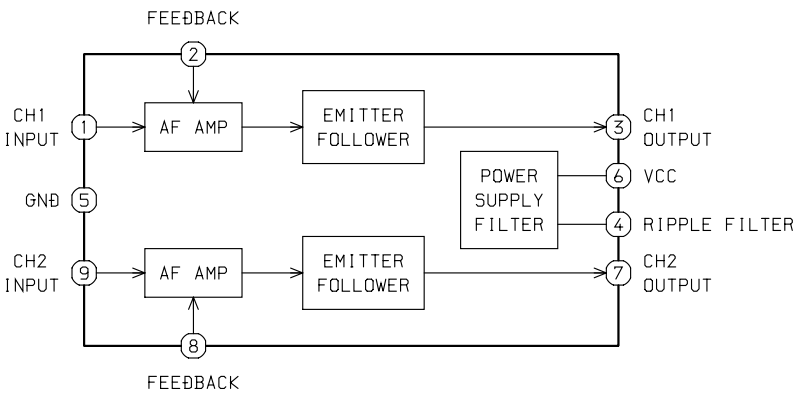 FEEDBACK
2
CH1
INPUT
1
AF AMP
EMITTER
FOLLOWER
3
CH1
OUTPUT
POWER
SUPPLY
FILTER
6
VCC
GND
5
4
RIPPLE FILTER
CH2
INPUT
9
AF AMP
EMITTER
FOLLOWER
7
CH2
OUTPUT
8
FEEDBACK